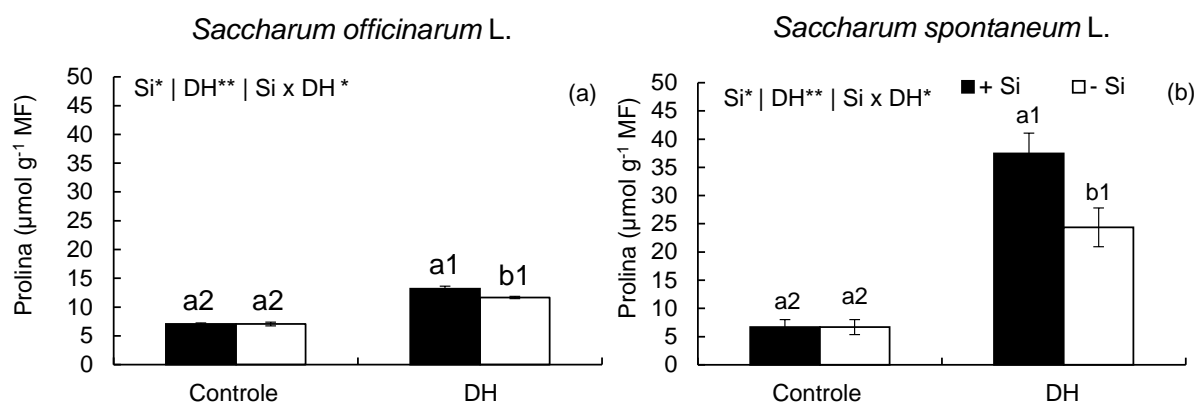 Saccharum officinarum L.
Si* | DH** | Si x DH *
(a)
Prolina (µmol g-1 MF)
50
45
40
35
30
25
20
15
10
5
0
a2
a2
a1
b1
Controle
DH
Saccharum spontaneum L.
Si* | DH** | Si x DH*
+ Si
- Si
(b)
Prolina (µmol g-1 MF)
50
45
40
35
30
25
20
15
10
5
0
a2
a2
a1
b1
Controle
DH